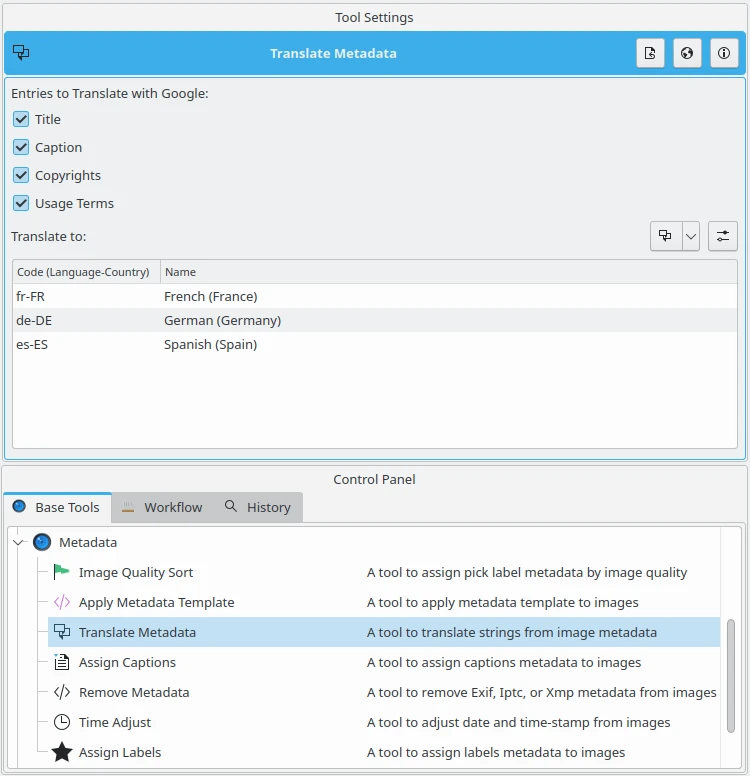 Tool Settings
Translate Metadata
Entries to Translate with Google:
Title
Caption
Copyrights
Usage Terms
Translate to:
Code (Language-Country) Name
fr-FR French (France)
de-DE German (Germany)
es-ES Spanish (Spain)
Control Panel
Base Tools Workflow History
Metadata
Image Quality Sort A tool to assign pick label metadata by image quality
Apply Metadata Template A tool to apply metadata template to images
Translate Metadata A tool to translate strings from image metadata
Assign Captions A tool to assign captions metadata to images
Remove Metadata A tool to remove Exif, Iptc, or Xmp metadata from images
Time Adjust A tool to adjust date and time-stamp from images
Assign Labels A tool to assign labels metadata to images